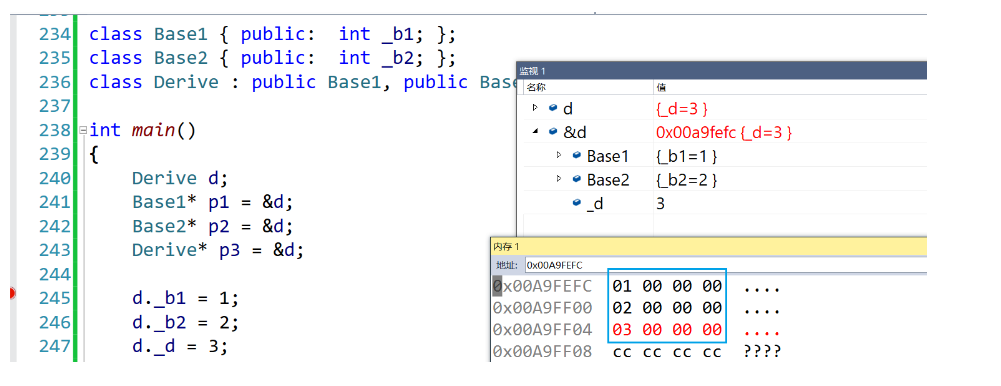 234 class Base1 { public:  int _b1; };
235 class Base2 { public:  int _b2; };
236 class Derive : public Base1, public Base
237
238 int main()
239 {
240     Derive d;
241     Base1* p1 = &d;
242     Base2* p2 = &d;
243     Derive* p3 = &d;
244
245     d._b1 = 1;
246     d._b2 = 2;
247     d._d = 3;
监视 1
名称 值
d {_d=3 }
&d 0x00a9fefc {_d=3 }
Base1 {_b1=1 }
Base2 {_b2=2 }
_d 3
内存 1
地址: 0x00A9FEFC
0x00A9FEFC 01 00 00 00 ....
0x00A9FF00 02 00 00 00 ....
0x00A9FF04 03 00 00 00 ....
0x00A9FF08 cc cc cc cc ????